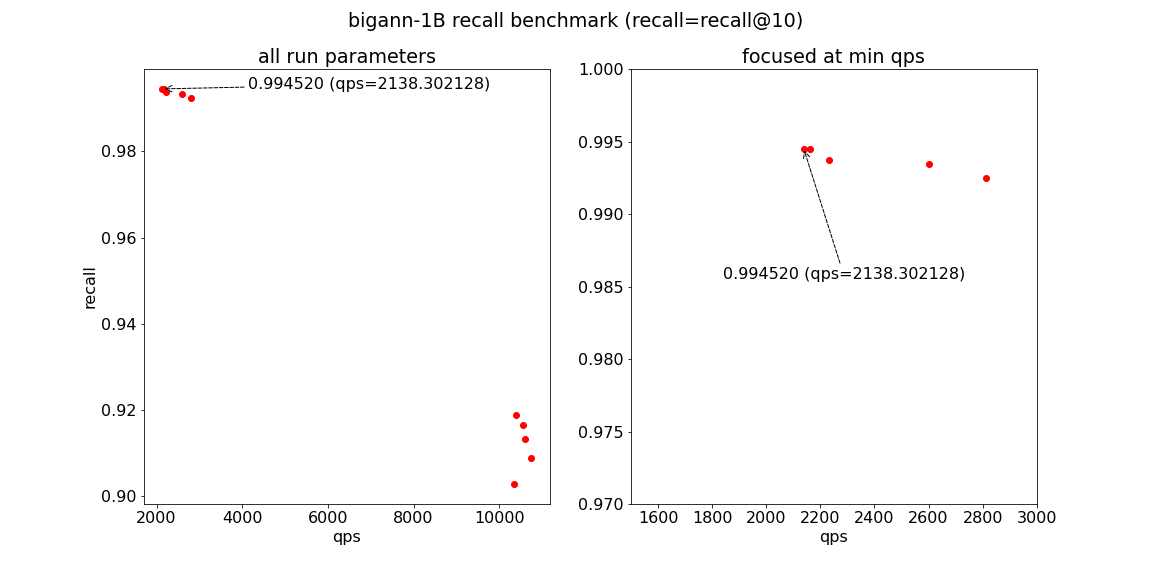 bigann-1B recall benchmark (recall=recall@10)
all run parameters
0.994520 (qps=2138.302128)
0.98
0.96
0.94
0.92
0.90
recall
2000 4000 6000 8000 10000
qps
focused at min qps
1.000
0.995
0.990
0.985
0.980
0.975
0.970
0.994520 (qps=2138.302128)
1600 1800 2000 2200 2400 2600 2800 3000
qps